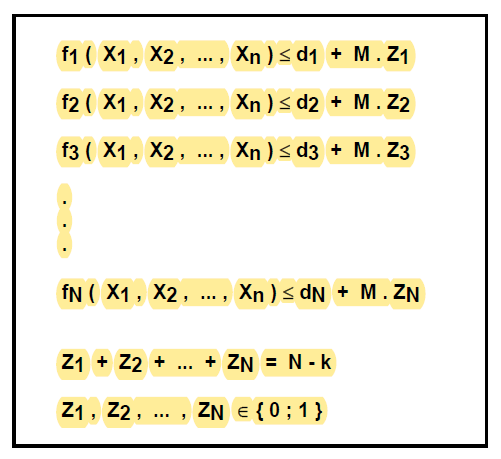 f1 ( X1 , X2 , ... , Xn ) ≤ d1 + M . Z1
f2 ( X1 , X2 , ... , Xn ) ≤ d2 + M . Z2
f3 ( X1 , X2 , ... , Xn ) ≤ d3 + M . Z3
.
.
.
fN ( X1 , X2 , ... , Xn ) ≤ dN + M . ZN
Z1 + Z2 + ... + ZN = N - k
Z1 , Z2 , ... , ZN ∈ { 0 ; 1 }